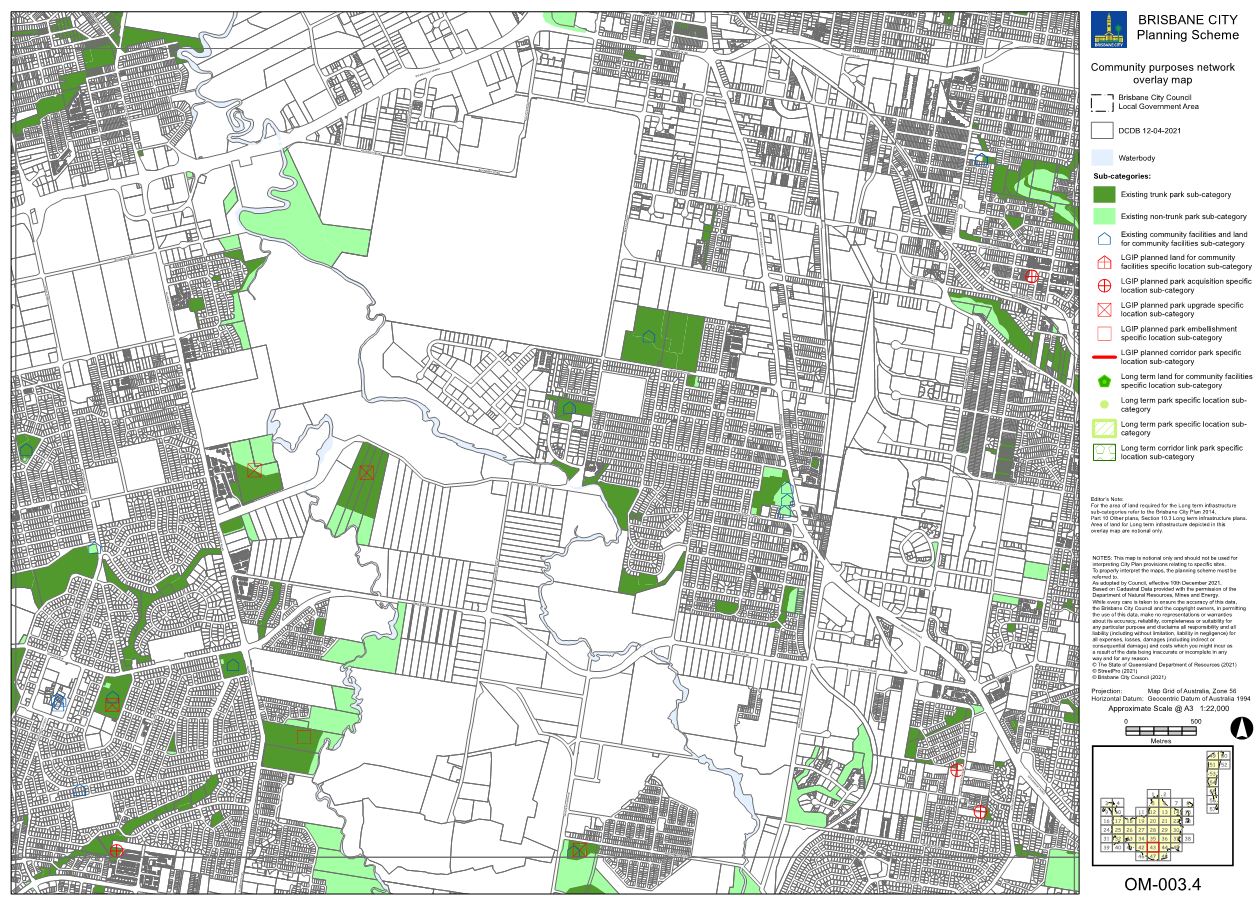 BRISBANE CITY
Planning Scheme
BRISBANE CITY
Community purposes network
overlay map
Brisbane City Council
Local Government Area
DCDB 12-04-2021
Waterbody
Sub-categories:
Existing trunk park sub-category
Existing non-trunk park sub-category
Existing community facilities and land
for community facilities sub-category
LGIP planned land for community
facilities specific location sub-category
LGIP planned park acquisition specific
location sub-category
LGIP planned park upgrade specific
location sub-category
LGIP planned park embellishment
specific location sub-category
LGIP planned corridor park specific
location sub-category
Long term land for community facilities
specific location sub-category
Long term park specific location sub-
category
Long term park specific location sub-
category
Long term corridor link park specific
location sub-category
Editor's Note:
For the area of land required for the Long term infrastructure
sub-categories refer to the Brisbane City Plan 2014,
Part 10 Other plans, Section 10.3 Long term infrastructure plans.
Area of land for Long term infrastructure depicted in this
overlay map are notional only.
NOTES: This map is notional only and should not be used for
interpreting City Plan provisions relating to specific sites.
To properly interpret the maps, the planning scheme must be
referred to.
As adopted by Council, effective 10th December 2021.
Based on Cadastral Data provided with the permission of the
Department of Natural Resources, Mines and Energy.
While every care is taken to ensure the accuracy of this data,
the Brisbane City Council and the copyright owners, in permitting
the use of this data, make no representations or warranties
about its accuracy, reliability, completeness or suitability for
any particular purpose and disclaims all responsibility and all
liability (including without limitation, liability in negligence) for
all expenses, losses, damages (including indirect or
consequential damage) and costs which you might incur as
a result of the data being inaccurate or incomplete in any
way and for any reason.
© The State of Queensland Department of Resources (2021)
© StreetPro (2021)
© Brisbane City Council (2021)
Projection: Map Grid of Australia, Zone 56
Horizontal Datum: Geocentric Datum of Australia 1994
Approximate Scale @ A3 1:22,000
0 500
Metres
OM-003.4